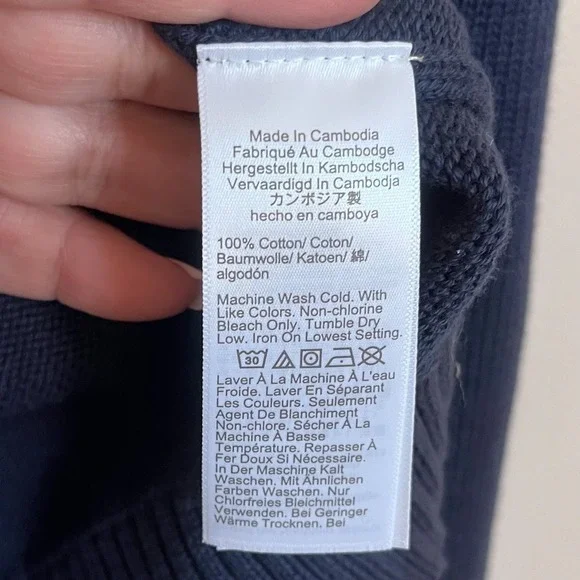 Made In Cambodia
Fabriqué Au Cambodge
Hergestellt In Kambodscha
Vervaardigd In Cambodja
カンボジア製
hecho en camboya
100% Cotton/ Coton/
Baumwolle/ Katoen/ 綿/
algodón
Machine Wash Cold. With
Like Colors. Non-chlorine
Bleach Only. Tumble Dry
Low. Iron On Lowest Setting.
30
Laver À La Machine À L'eau
Froide. Laver En Séparant
Les Couleurs. Seulement
Agent De Blanchiment
Non-chlore. Sécher À La
Machine À Basse
Température. Repasser À
Fer Doux Si Nécessaire.
In Der Maschine Kalt
Waschen. Mit Ähnlichen
Farben Waschen. Nur
Chlorfreies Bleichmittel
Verwenden. Bei Geringer
Wärme Trocknen. Bei